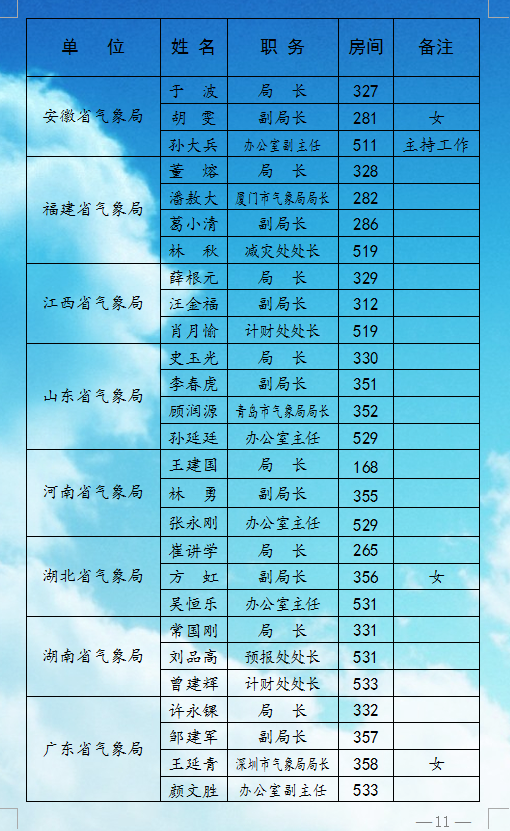 单 位 姓 名 职 务 房间 备注
安徽省气象局 于 波 局 长 327
胡 雯 副局长 281 女
孙大兵 办公室副主任 511 主持工作
福建省气象局 董 熔 局 长 328
潘敖大 厦门市气象局局长 282
葛小清 副局长 286
林 秋 减灾处处长 519
江西省气象局 薛根元 局 长 329
汪金福 副局长 312
肖月愉 计财处处长 519
山东省气象局 史玉光 局 长 330
李春虎 副局长 351
顾润源 青岛市气象局局长 352
孙延廷 办公室主任 529
河南省气象局 王建国 局 长 168
林 勇 副局长 355
张永刚 办公室主任 529
湖北省气象局 崔讲学 局 长 265
方 虹 副局长 356 女
吴恒乐 办公室主任 531
湖南省气象局 常国刚 局 长 331
刘品高 预报处处长 531
曾建辉 计财处处长 533
广东省气象局 许永锞 局 长 332
邹建军 副局长 357
王延青 深圳市气象局局长 358 女
颜文胜 办公室副主任 533
—11—